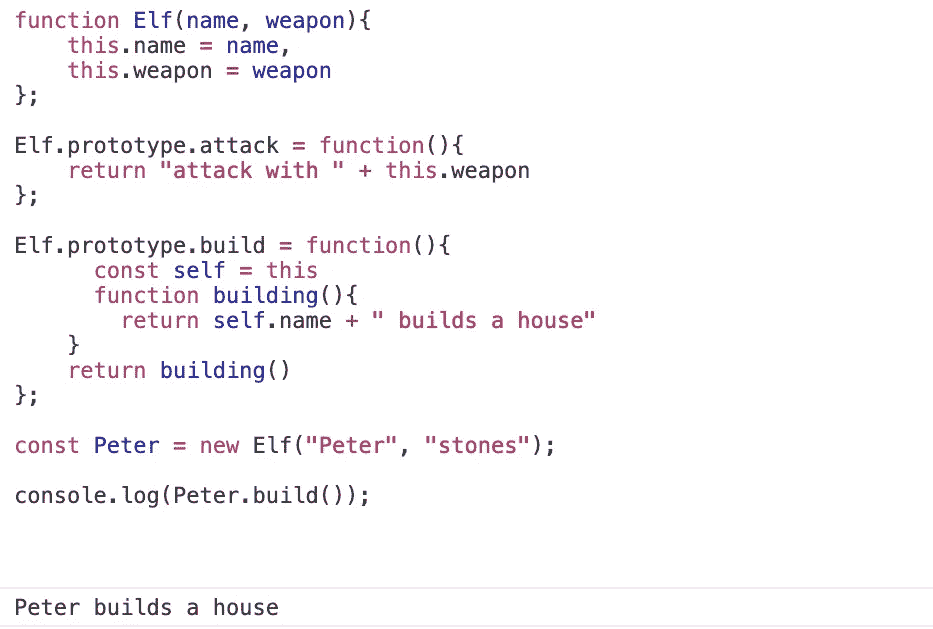 function Elf(name, weapon){
    this.name = name,
    this.weapon = weapon
};
Elf.prototype.attack = function(){
    return "attack with " + this.weapon
};
Elf.prototype.build = function(){
      const self = this
      function building(){
        return self.name + " builds a house"
    }
    return building()
};
const Peter = new Elf("Peter", "stones");
console.log(Peter.build());
Peter builds a house